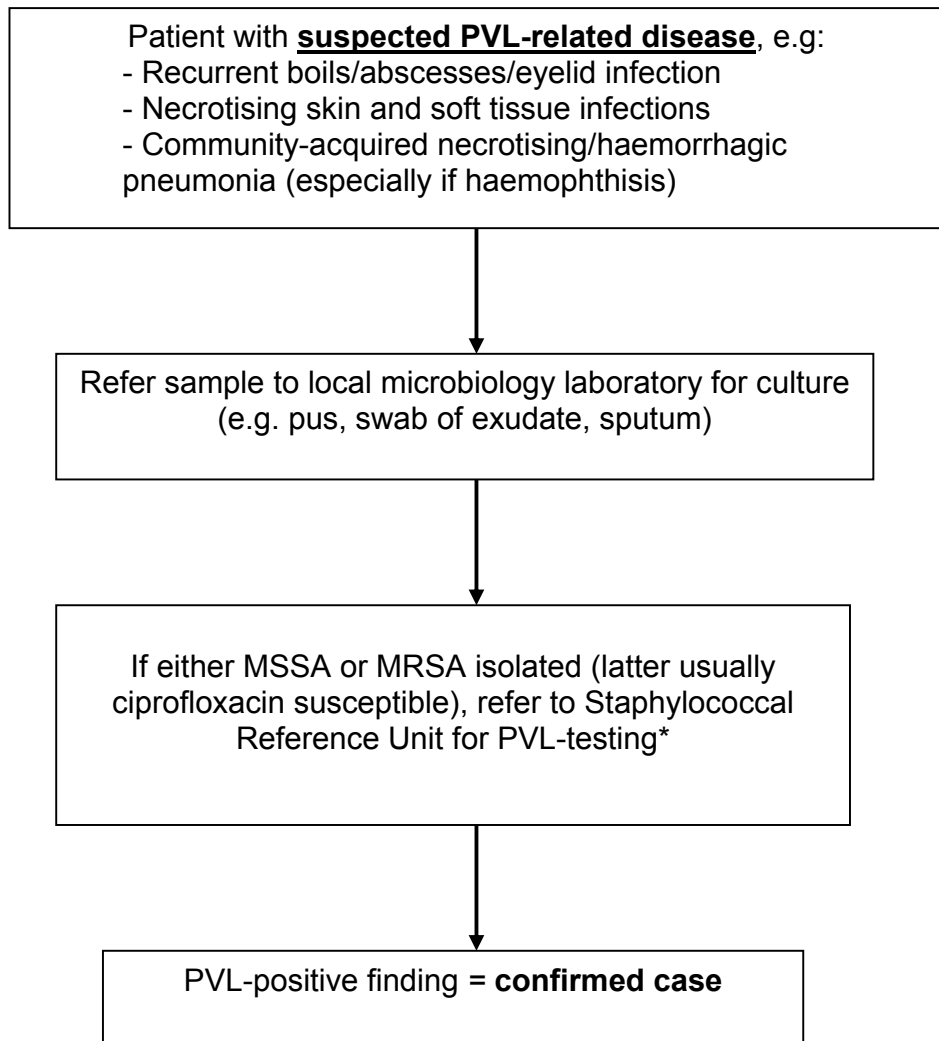 Patient with suspected PVL-related disease, e.g:
- Recurrent boils/abscesses/eyelid infection
- Necrotising skin and soft tissue infections
- Community-acquired necrotising/haemorrhagic
pneumonia (especially if haemophthisis)
Refer sample to local microbiology laboratory for culture
(e.g. pus, swab of exudate, sputum)
If either MSSA or MRSA isolated (latter usually
ciprofloxacin susceptible), refer to Staphylococcal
Reference Unit for PVL-testing*
PVL-positive finding = confirmed case